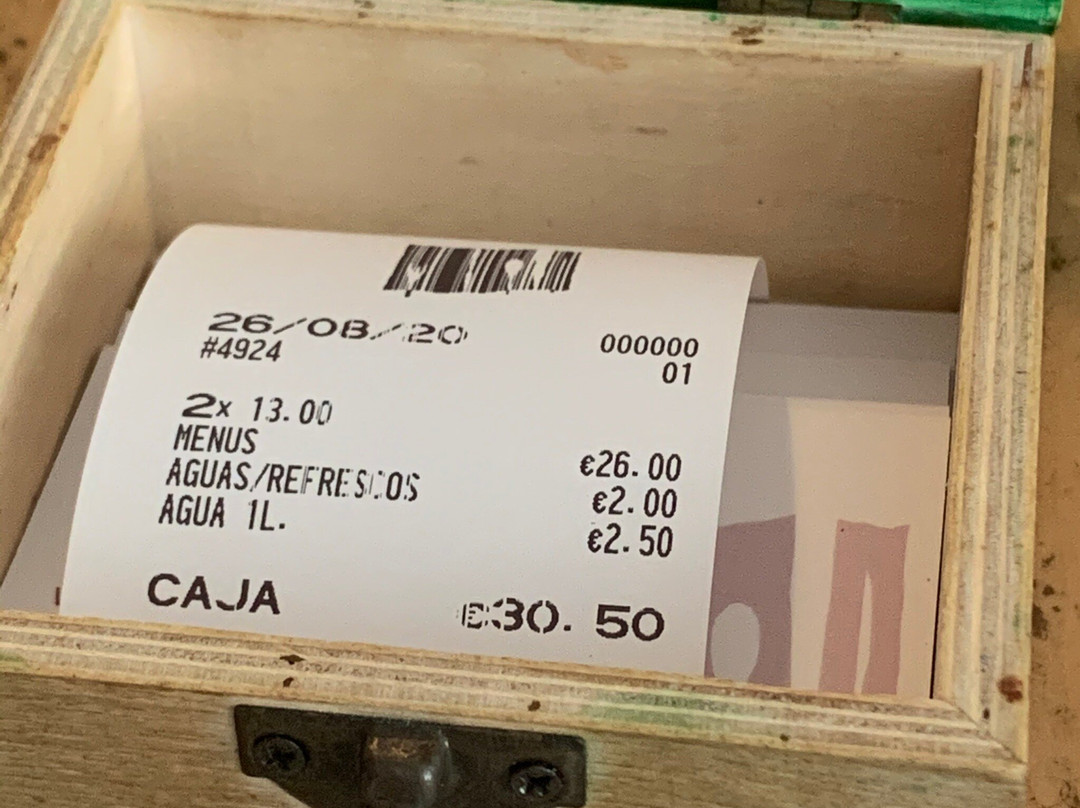 26/08/20
#4924 000000
01
2x 13.00
MENUS €26.00
AGUAS/REFRESCOS €2.00
AGUA 1L. €2.50
CAJA €30.50